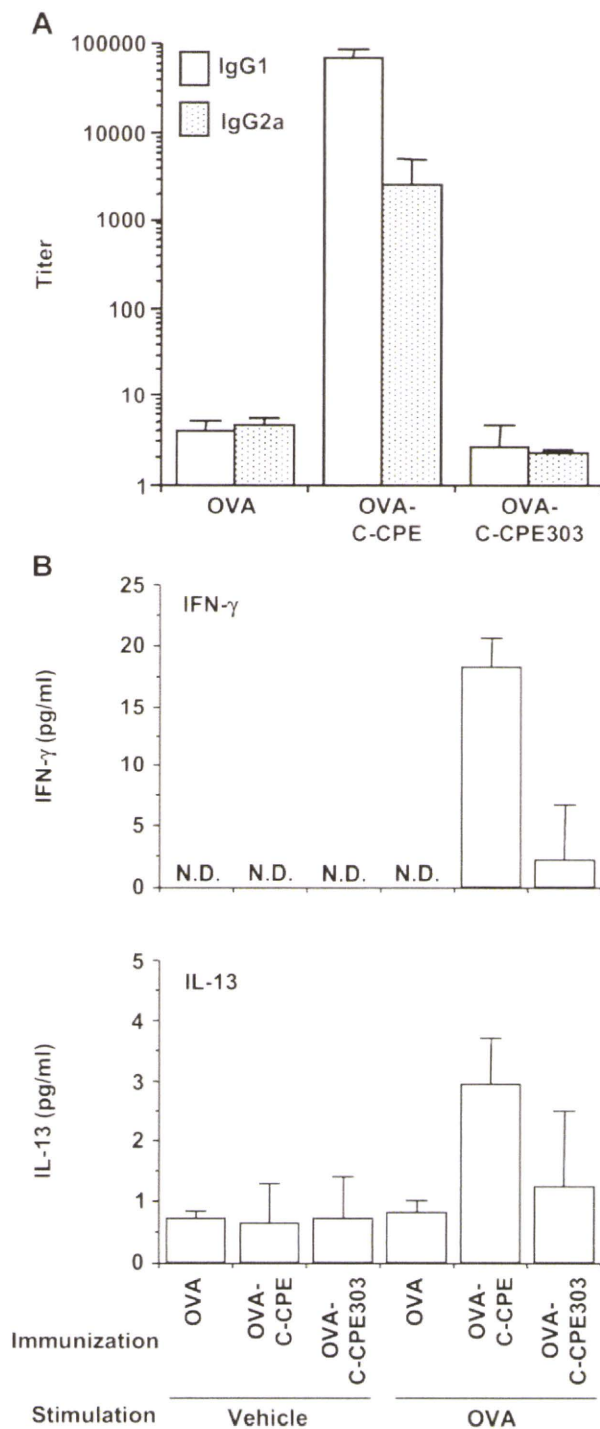 A
100000
10000
1000
100
10
1
Titer
IgG1
IgG2a
OVA
OVA-
C-CPE
OVA-
C-CPE303
B
25
20
15
10
5
0
IFN-γ (pg/ml)
IFN-γ
N.D. N.D. N.D. N.D.
5
4
3
2
1
0
IL-13 (pg/ml)
IL-13
Immunization
OVA
OVA-
C-CPE
OVA-
C-CPE303
OVA
OVA-
C-CPE
OVA-
C-CPE303
Stimulation Vehicle OVA